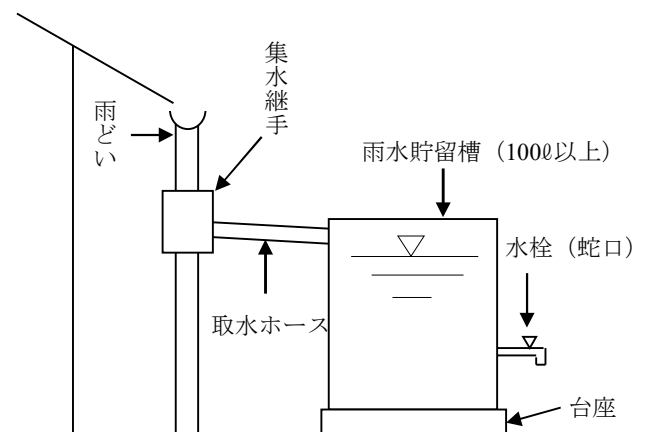 集水継手
雨どい
雨水貯留槽（100ℓ以上）
水栓（蛇口）
取水ホース
台座